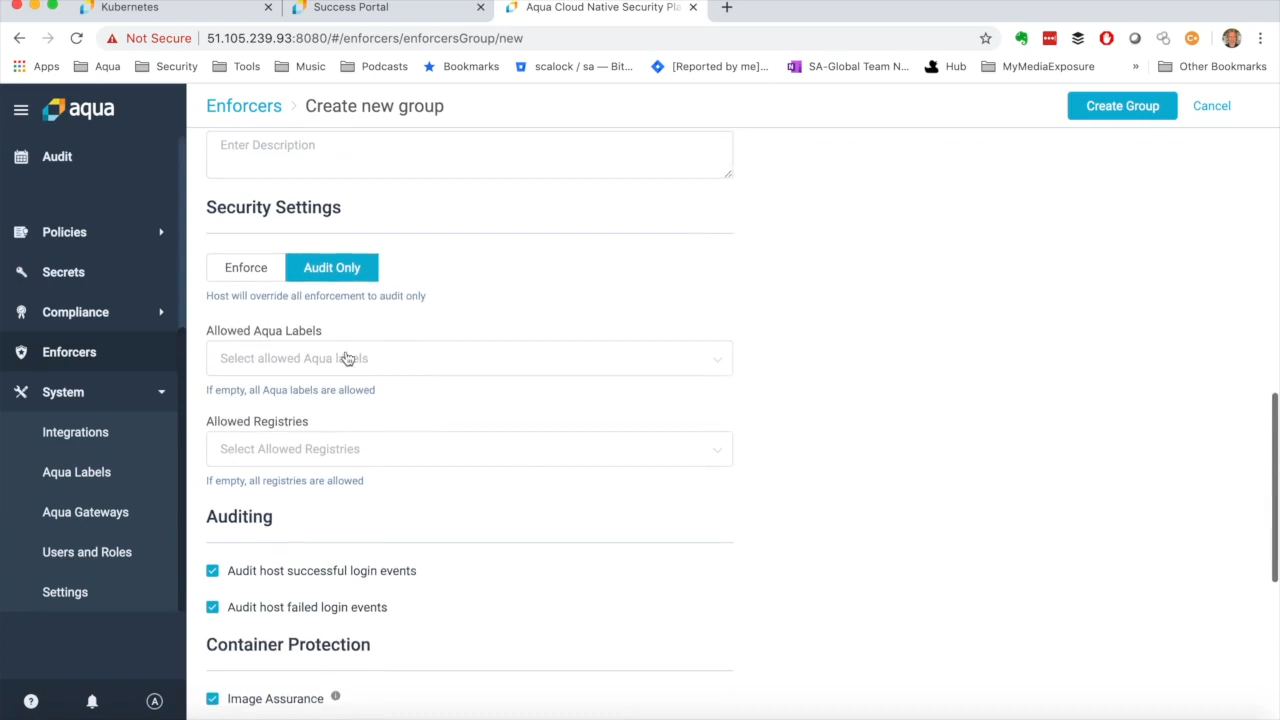 Kubernetes
Success Portal
Aqua Cloud Native Security Pla
Not Secure 51.105.239.93:8080/#/enforcers/enforcersGroup/new
Apps Aqua Security Tools Music Podcasts Bookmarks scalock / sa — Bit... [Reported by me]... SA-Global Team N... Hub MyMediaExposure » Other Bookmarks
aqua
Audit
Policies
Secrets
Compliance
Enforcers
System
Integrations
Aqua Labels
Aqua Gateways
Users and Roles
Settings
? A
Enforcers > Create new group
Create Group Cancel
Enter Description
Security Settings
Enforce Audit Only
Host will override all enforcement to audit only
Allowed Aqua Labels
Select allowed Aqua labels
If empty, all Aqua labels are allowed
Allowed Registries
Select Allowed Registries
If empty, all registries are allowed
Auditing
Audit host successful login events
Audit host failed login events
Container Protection
Image Assurance